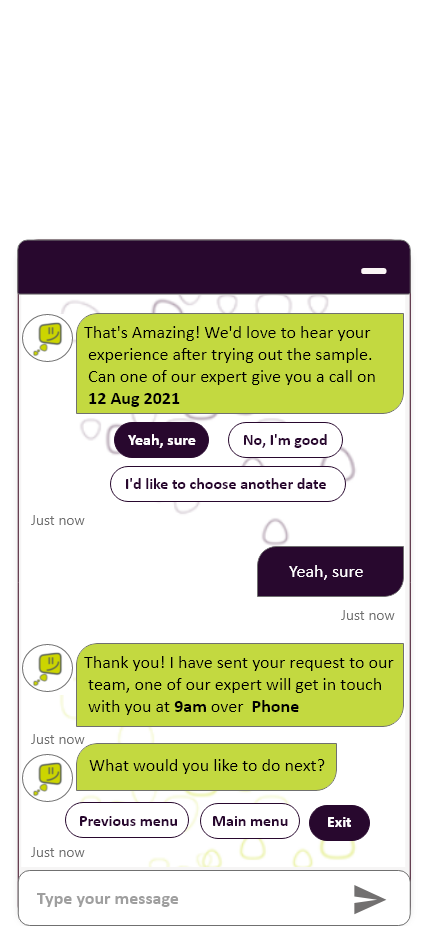 That's Amazing! We'd love to hear your
experience after trying out the sample.
Can one of our expert give you a call on
12 Aug 2021
Yeah, sure
No, I'm good
I'd like to choose another date
Just now
Yeah, sure
Just now
Thank you! I have sent your request to our
team, one of our expert will get in touch
with you at 9am over Phone
Just now
What would you like to do next?
Previous menu
Main menu
Exit
Just now
Type your message